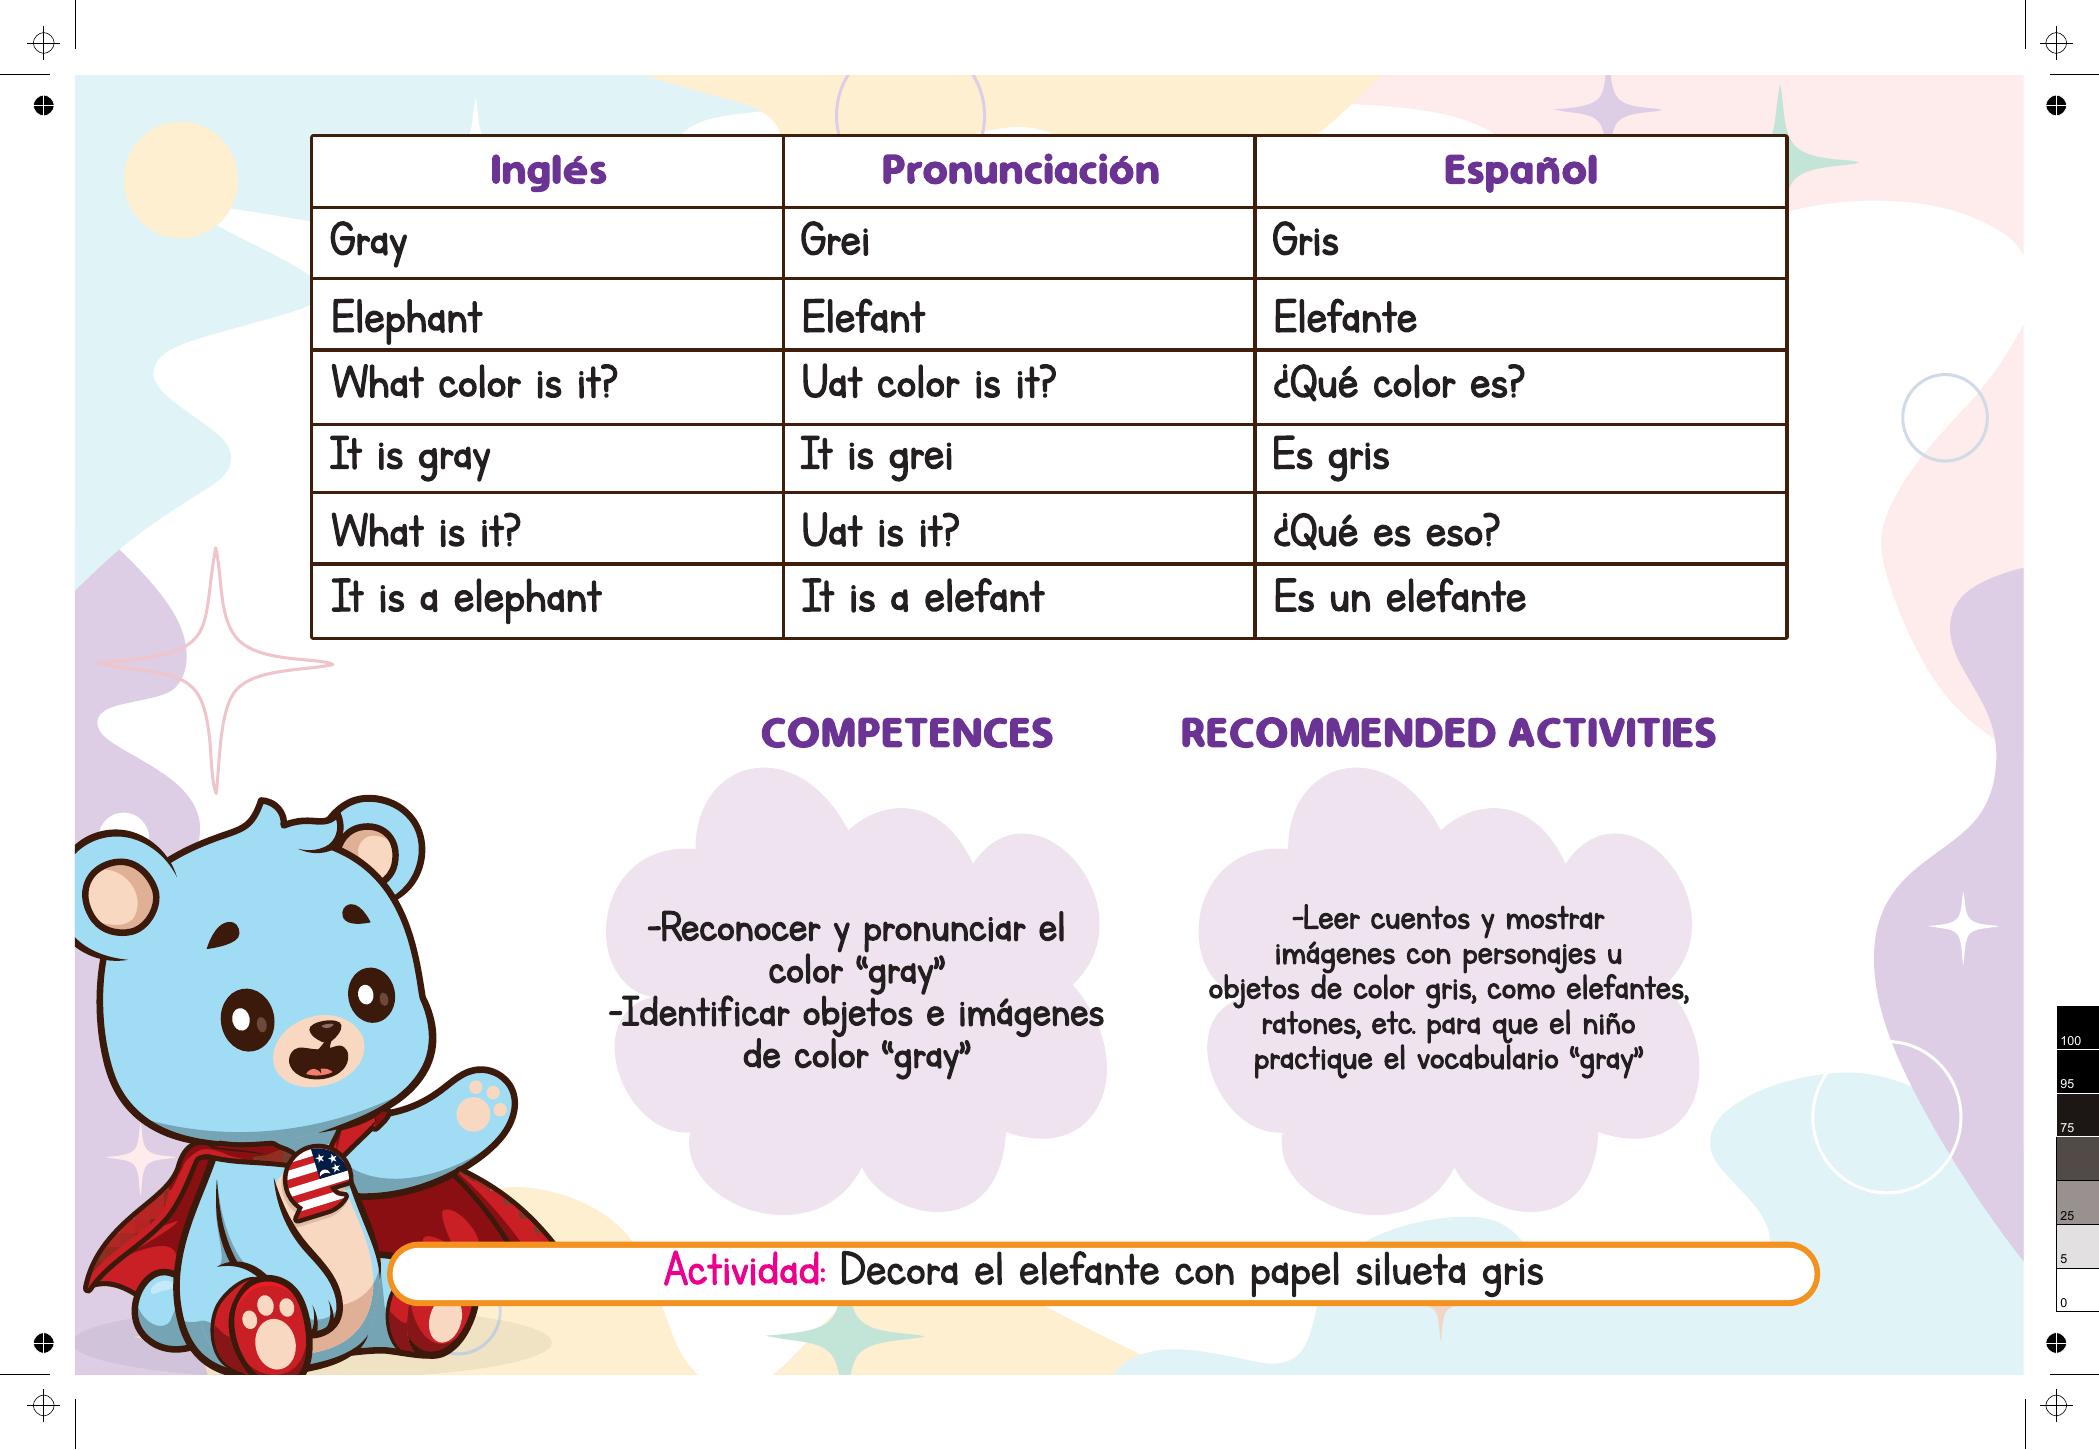 Inglés Pronunciación Español
Gray Grei Gris
Elephant Elefant Elefante
What color is it? Uat color is it? ¿Qué color es?
It is gray It is grei Es gris
What is it? Uat is it? ¿Qué es eso?
It is a elephant It is a elefant Es un elefante
COMPETENCES
-Reconocer y pronunciar el
color “gray”
-Identificar objetos e imágenes
de color “gray”
RECOMMENDED ACTIVITIES
-Leer cuentos y mostrar
imágenes con personajes u
objetos de color gris, como elefantes,
ratones, etc. para que el niño
practique el vocabulario “gray”
Actividad: Decora el elefante con papel silueta gris
100
95
75
25
5
0